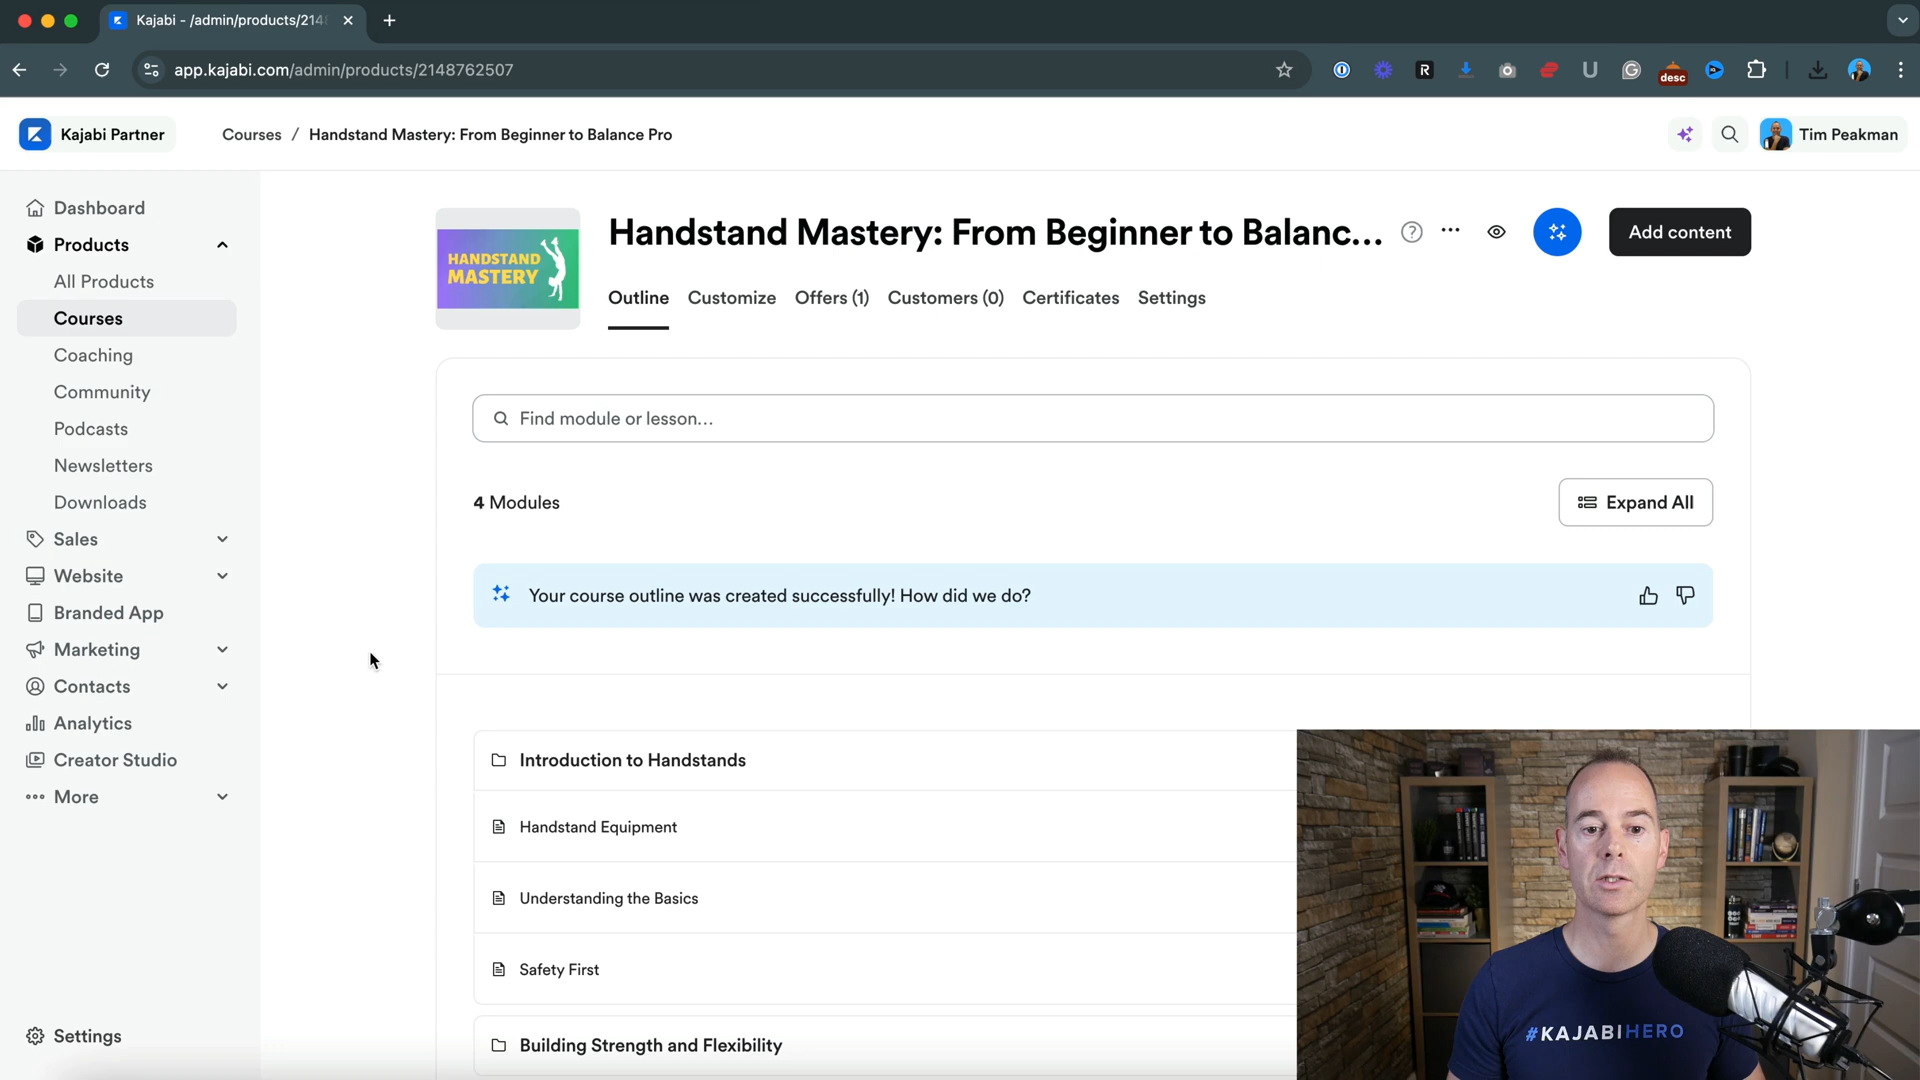 Kajabi - /admin/products/214
app.kajabi.com/admin/products/2148762507
desc
Kajabi Partner
Courses / Handstand Mastery: From Beginner to Balance Pro
Tim Peakman
Dashboard
Products
All Products
Courses
Coaching
Community
Podcasts
Newsletters
Downloads
Sales
Website
Branded App
Marketing
Contacts
Analytics
Creator Studio
More
Settings
HANDSTAND
MASTERY
Handstand Mastery: From Beginner to Balanc...
Add content
Outline
Customize
Offers (1)
Customers (0)
Certificates
Settings
Find module or lesson...
4 Modules
Expand All
Your course outline was created successfully! How did we do?
Introduction to Handstands
Handstand Equipment
Understanding the Basics
Safety First
Building Strength and Flexibility
#KAJABIHERO